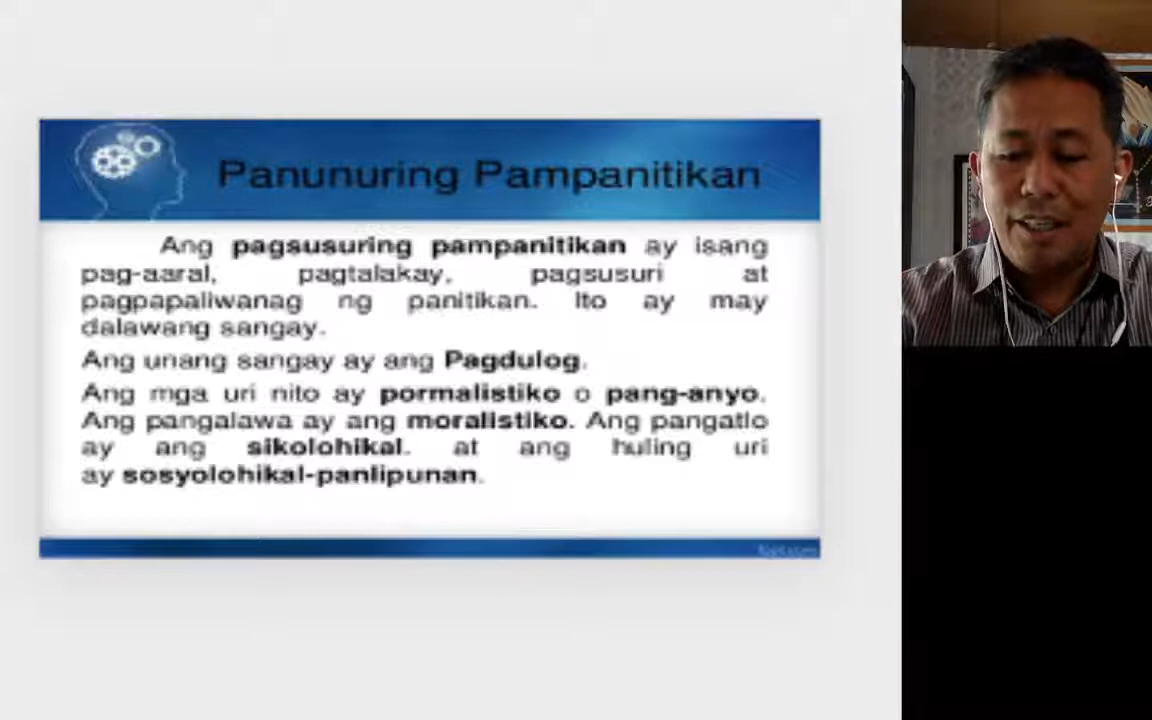 Panunuring Pampanitikan
Ang pagsusuring pampanitikan ay isang
pag-aaral, pagtalakay, pagsusuri at
pagpapaliwanag ng panitikan. Ito ay may
dalawang sangay.
Ang unang sangay ay ang Pagdulog.
Ang mga uri nito ay pormalistiko o pang-anyo.
Ang pangalawa ay ang moralistiko. Ang pangatlo
ay ang sikolohikal. at ang huling uri
ay sosyolohikal-panlipunan.